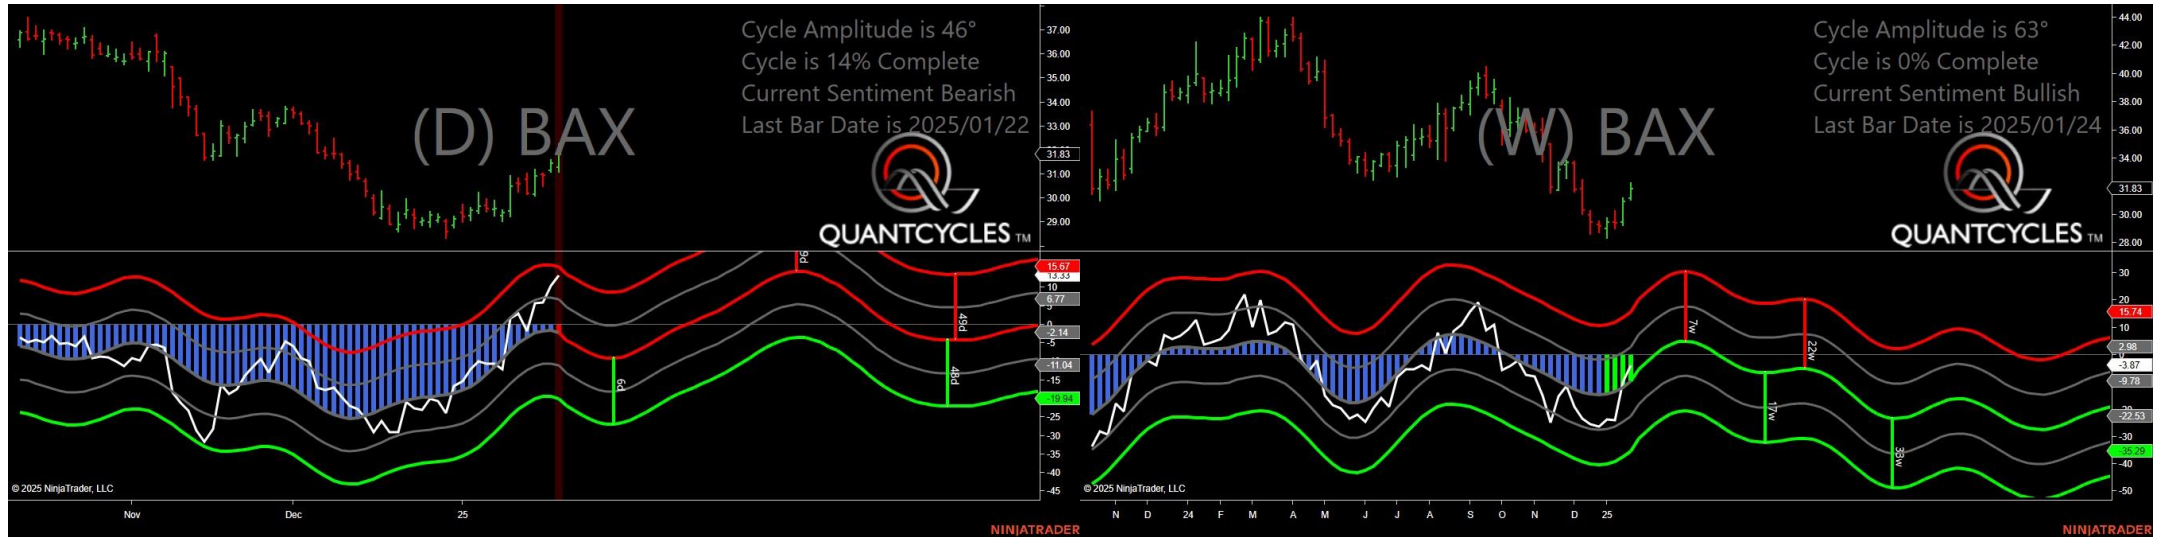 Cycle Amplitude is 46°
Cycle is 14% Complete
Current Sentiment Bearish
Last Bar Date is 2025/01/22
(D) BAX
QUANTCYCLES TM
37.00
36.00
35.00
34.00
33.00
31.83
31.00
30.00
29.00
9d
49d
48d
6d
15.67
13.33
10
6.77
0
-2.14
-5
-11.04
-15
-19.94
-25
-30
-35
-40
-45
© 2025 NinjaTrader, LLC
Nov
Dec
25
NINJATRADER
Cycle Amplitude is 63°
Cycle is 0% Complete
Current Sentiment Bullish
Last Bar Date is 2025/01/24
(W) BAX
QUANTCYCLES TM
44.00
42.00
40.00
38.00
36.00
34.00
31.83
30.00
28.00
7w
22w
17w
33w
30
20
15.74
10
2.98
-3.87
-9.78
-22.53
-30
-35.29
-40
-50
© 2025 NinjaTrader, LLC
N D 24 F M A M J J A S O N D 25
NINJATRADER